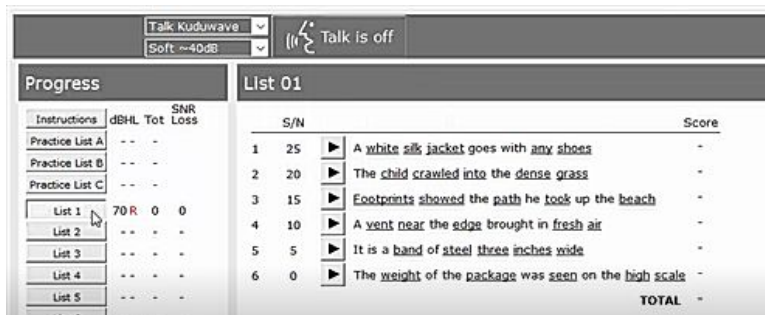 Talk Kuduwave
Soft ~40dB
Talk is off
Progress
Instructions dBHL Tot SNR Loss
Practice List A - - -
Practice List B - - -
Practice List C - - -
List 1 70 R 0 0
List 2 - - - -
List 3 - - - -
List 4 - - - -
List 5 - - - -
List 01
S/N Score
1 25 A white silk jacket goes with any shoes -
2 20 The child crawled into the dense grass -
3 15 Footprints showed the path he took up the beach -
4 10 A vent near the edge brought in fresh air -
5 5 It is a band of steel three inches wide -
6 0 The weight of the package was seen on the high scale -
TOTAL -